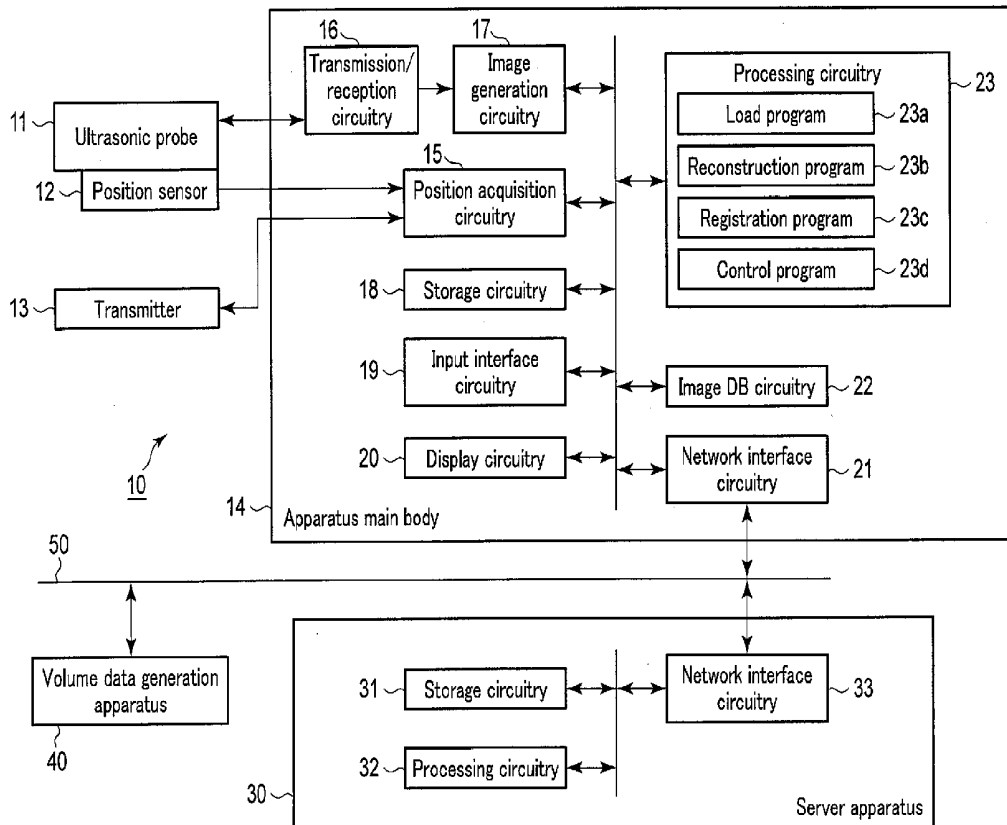 16
Transmission/
reception
circuitry
17
Image
generation
circuitry
Processing circuitry
23
Load program
23a
Reconstruction program
23b
Registration program
23c
Control program
23d
11
Ultrasonic probe
12
Position sensor
15
Position acquisition
circuitry
13
Transmitter
18
Storage circuitry
19
Input interface
circuitry
Image DB circuitry
22
20
Display circuitry
Network interface
circuitry
21
10
14
Apparatus main body
50
Volume data generation
apparatus
40
31
Storage circuitry
Network interface
circuitry
33
32
Processing circuitry
30
Server apparatus